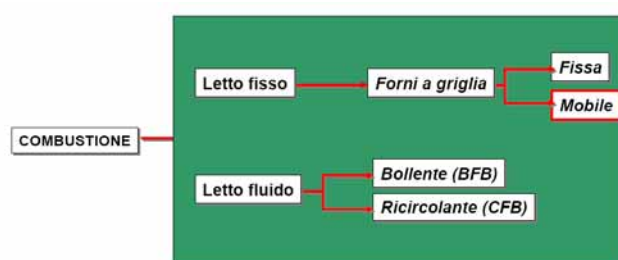 COMBUSTIONE
Letto fisso
Forni a griglia
Fissa
Mobile
Letto fluido
Bollente (BFB)
Ricircolante (CFB)